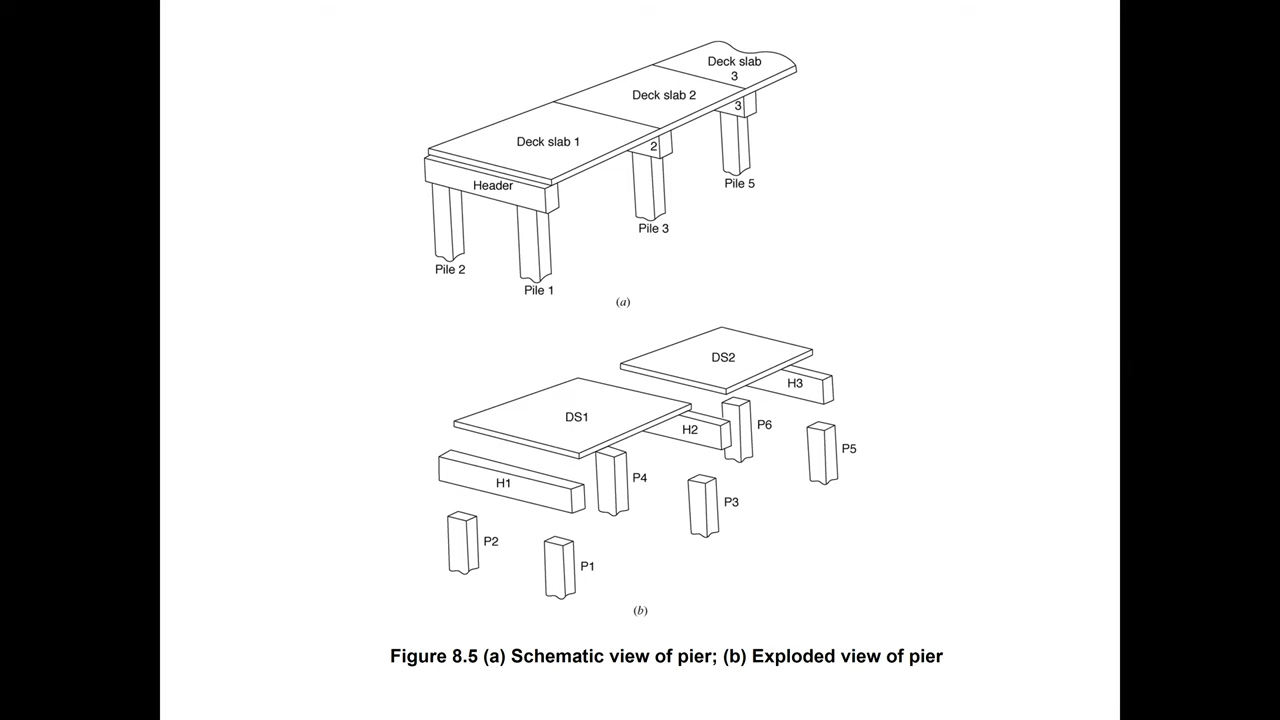 Deck slab
3
Deck slab 2
3
Deck slab 1
2
Header
Pile 5
Pile 3
Pile 2
Pile 1
(a)
DS2
H3
DS1
H2
P6
P5
H1
P4
P3
P2
P1
(b)
Figure 8.5 (a) Schematic view of pier; (b) Exploded view of pier